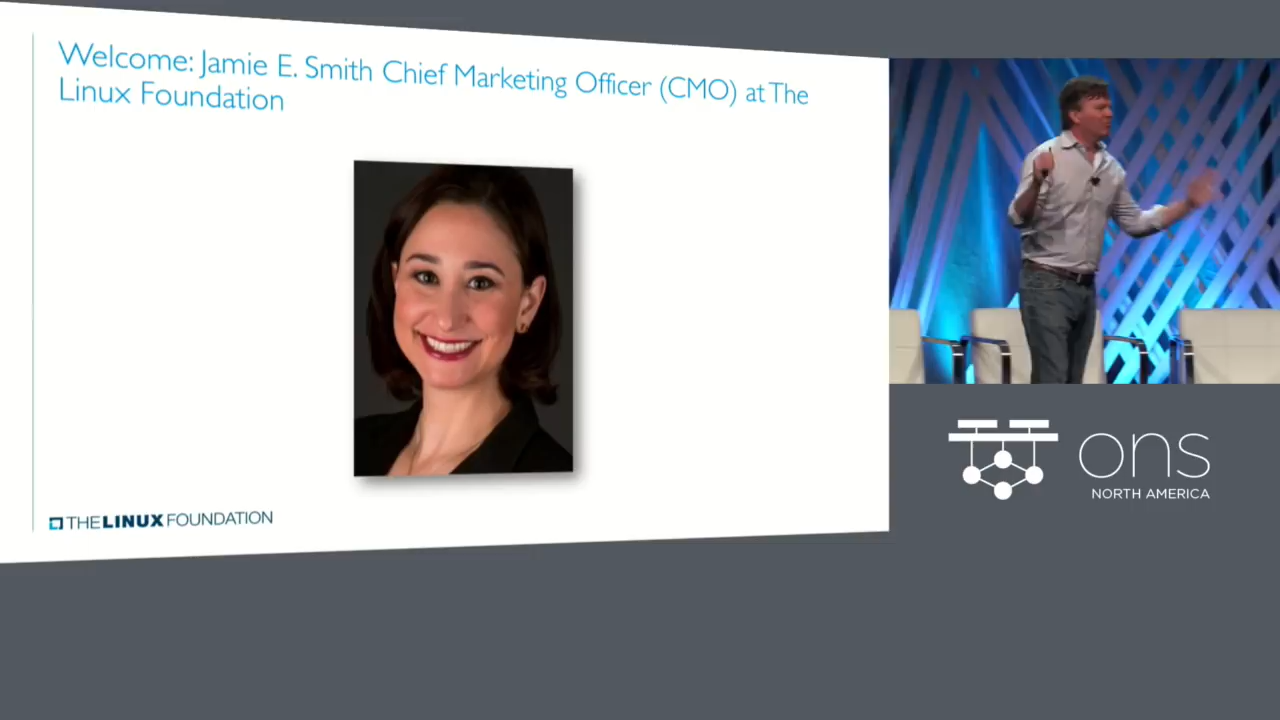 Welcome: Jamie E. Smith Chief Marketing Officer (CMO) at The
Linux Foundation
THE LINUX FOUNDATION
ons
NORTH AMERICA